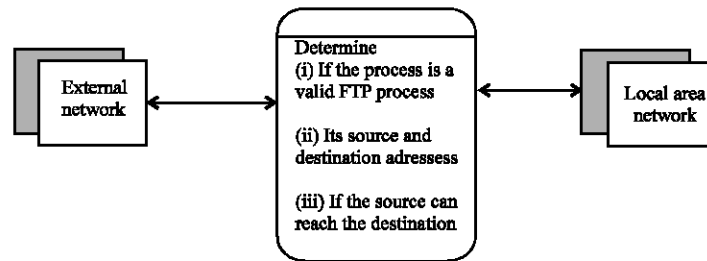 External
network
Determine
(i) If the process is a
valid FTP process
(ii) Its source and
destination adressess
(iii) If the source can
reach the destination
Local area
network